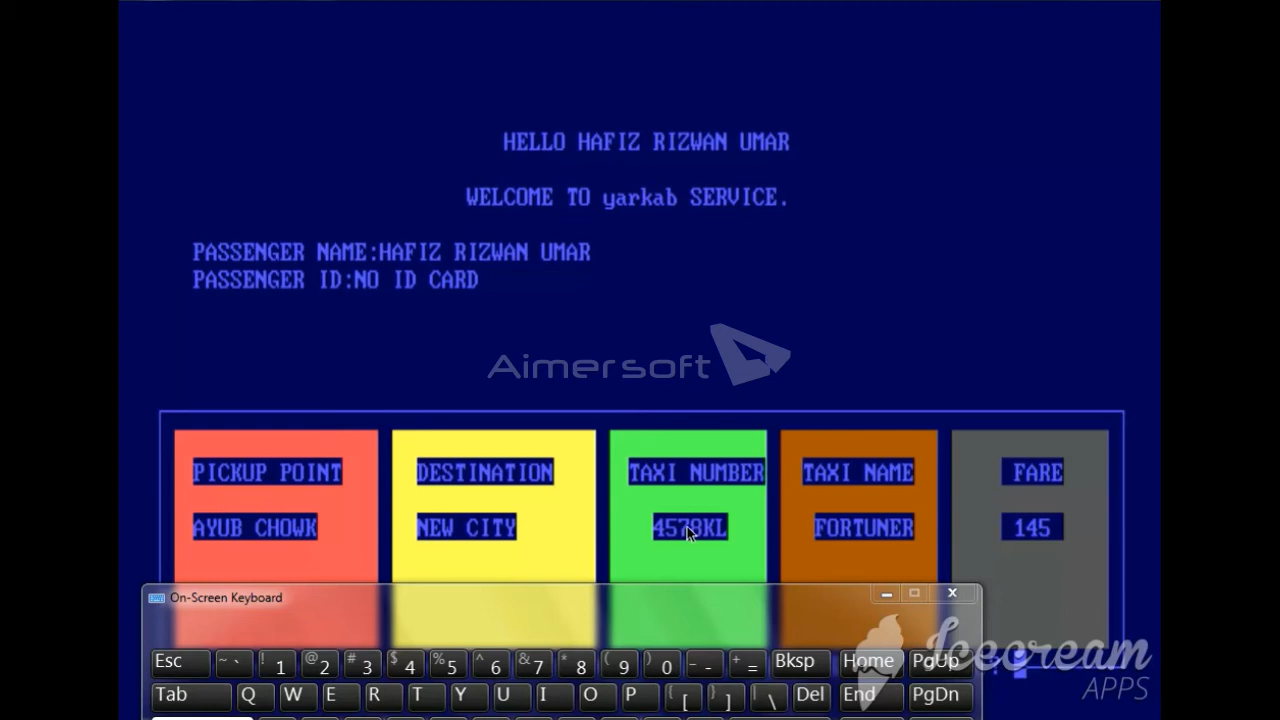 HELLO HAFIZ RIZWAN UMAR
WELCOME TO yarkab SERVICE.
PASSENGER NAME:HAFIZ RIZWAN UMAR
PASSENGER ID:NO ID CARD
Aimersoft
PICKUP POINT DESTINATION TAXI NUMBER TAXI NAME FARE
AYUB CHOWK NEW CITY FORTUNER 145
On-Screen Keyboard
Icecream
APPS
Esc ~ ` ! 1 @ 2 # 3 $ 4 % 5 ^ 6 & 7 * 8 ( 9 ) 0 _ - + = Bksp Home PgUp
Tab Q W E R T Y U I O P { [ } ] | \ Del End PgDn